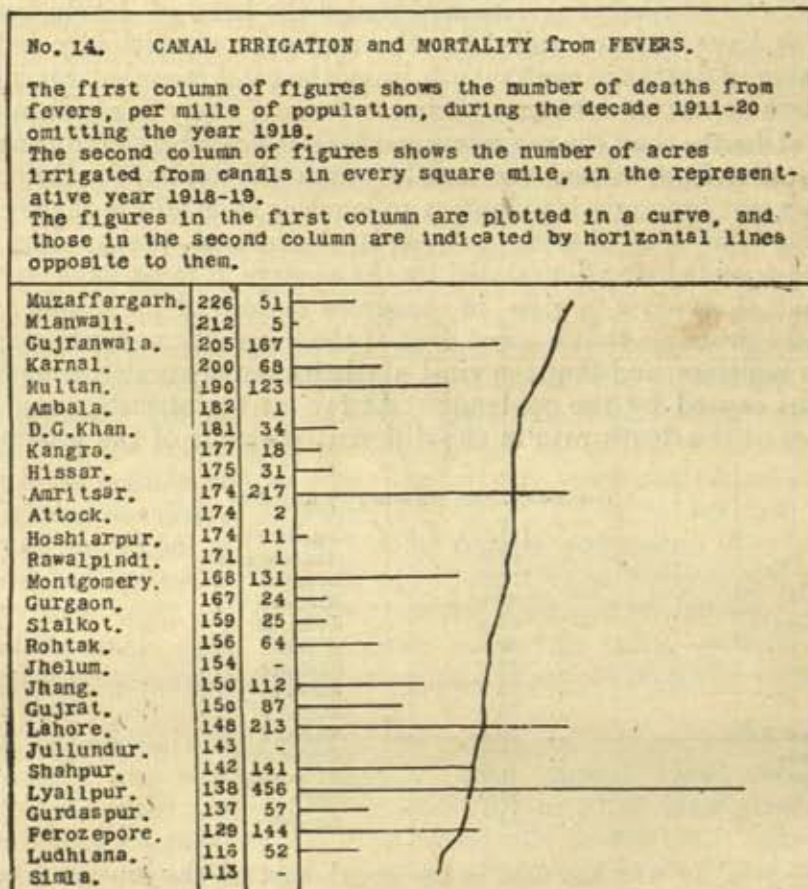 No. 14. CANAL IRRIGATION and MORTALITY from FEVERS.
The first column of figures shows the number of deaths from
fevers, per mille of population, during the decade 1911-20
omitting the year 1918.
The second column of figures shows the number of acres
irrigated from canals in every square mile, in the represent-
ative year 1918-19.
The figures in the first column are plotted in a curve, and
those in the second column are indicated by horizontal lines
opposite to them.
Muzaffargarh. 226 51
Mianwali. 212 5
Gujranwala. 205 167
Karnal. 200 68
Multan. 190 123
Ambala. 182 1
D.G.Khan. 181 34
Kangra. 177 18
Hissar. 175 31
Amritsar. 174 217
Attock. 174 2
Hoshiarpur. 174 11
Rawalpindi. 171 1
Montgomery. 168 131
Gurgaon. 167 24
Sialkot. 159 25
Rohtak. 156 64
Jhelum. 154 -
Jhang. 150 112
Gujrat. 150 87
Lahore. 148 213
Jullundur. 143 -
Shahpur. 142 141
Lyallpur. 138 456
Gurdaspur. 137 57
Ferozepore. 129 144
Ludhiana. 116 52
Simla. 113 -